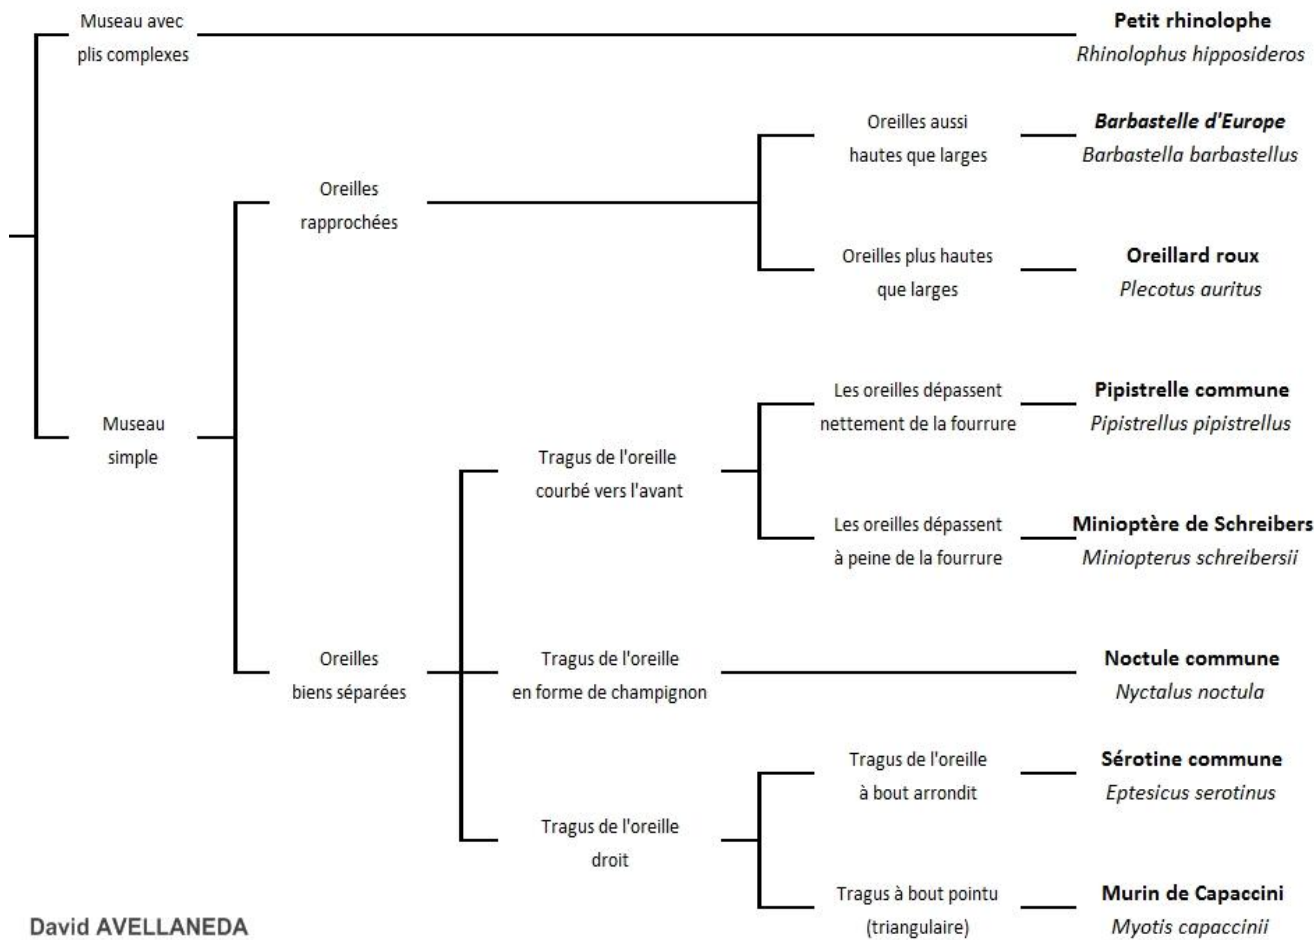 Museau avec
plis complexes
Petit rhinolophe
Rhinolophus hipposideros
Oreilles aussi
hautes que larges
Barbastelle d'Europe
Barbastella barbastellus
Oreilles
rapprochées
Oreilles plus hautes
que larges
Oreillard roux
Plecotus auritus
Museau
simple
Les oreilles dépassent
nettement de la fourrure
Pipistrelle commune
Pipistrellus pipistrellus
Tragus de l'oreille
courbé vers l'avant
Les oreilles dépassent
à peine de la fourrure
Minioptère de Schreibers
Miniopterus schreibersii
Oreilles
biens séparées
Tragus de l'oreille
en forme de champignon
Noctule commune
Nyctalus noctula
Tragus de l'oreille
à bout arrondit
Sérotine commune
Eptesicus serotinus
Tragus de l'oreille
droit
Tragus à bout pointu
(triangulaire)
Murin de Capaccini
Myotis capaccinii
David AVELLANEDA